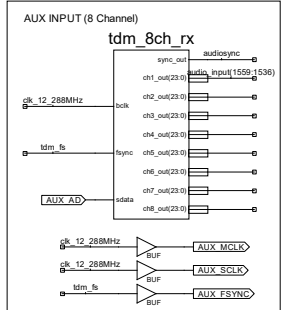 AUX INPUT (8 Channel)
tdm_8ch_rx
sync_out
audiosync
ch1_out(23:0)
audio_input(1559:1536)
ch2_out(23:0)
clk_12_288MHz
bclk
ch3_out(23:0)
ch4_out(23:0)
tdm_fs
fsync
ch5_out(23:0)
ch6_out(23:0)
ch7_out(23:0)
AUX_AD
sdata
ch8_out(23:0)
clk_12_288MHz
BUF
AUX_MCLK
clk_12_288MHz
BUF
AUX_SCLK
tdm_fs
BUF
AUX_FSYNC